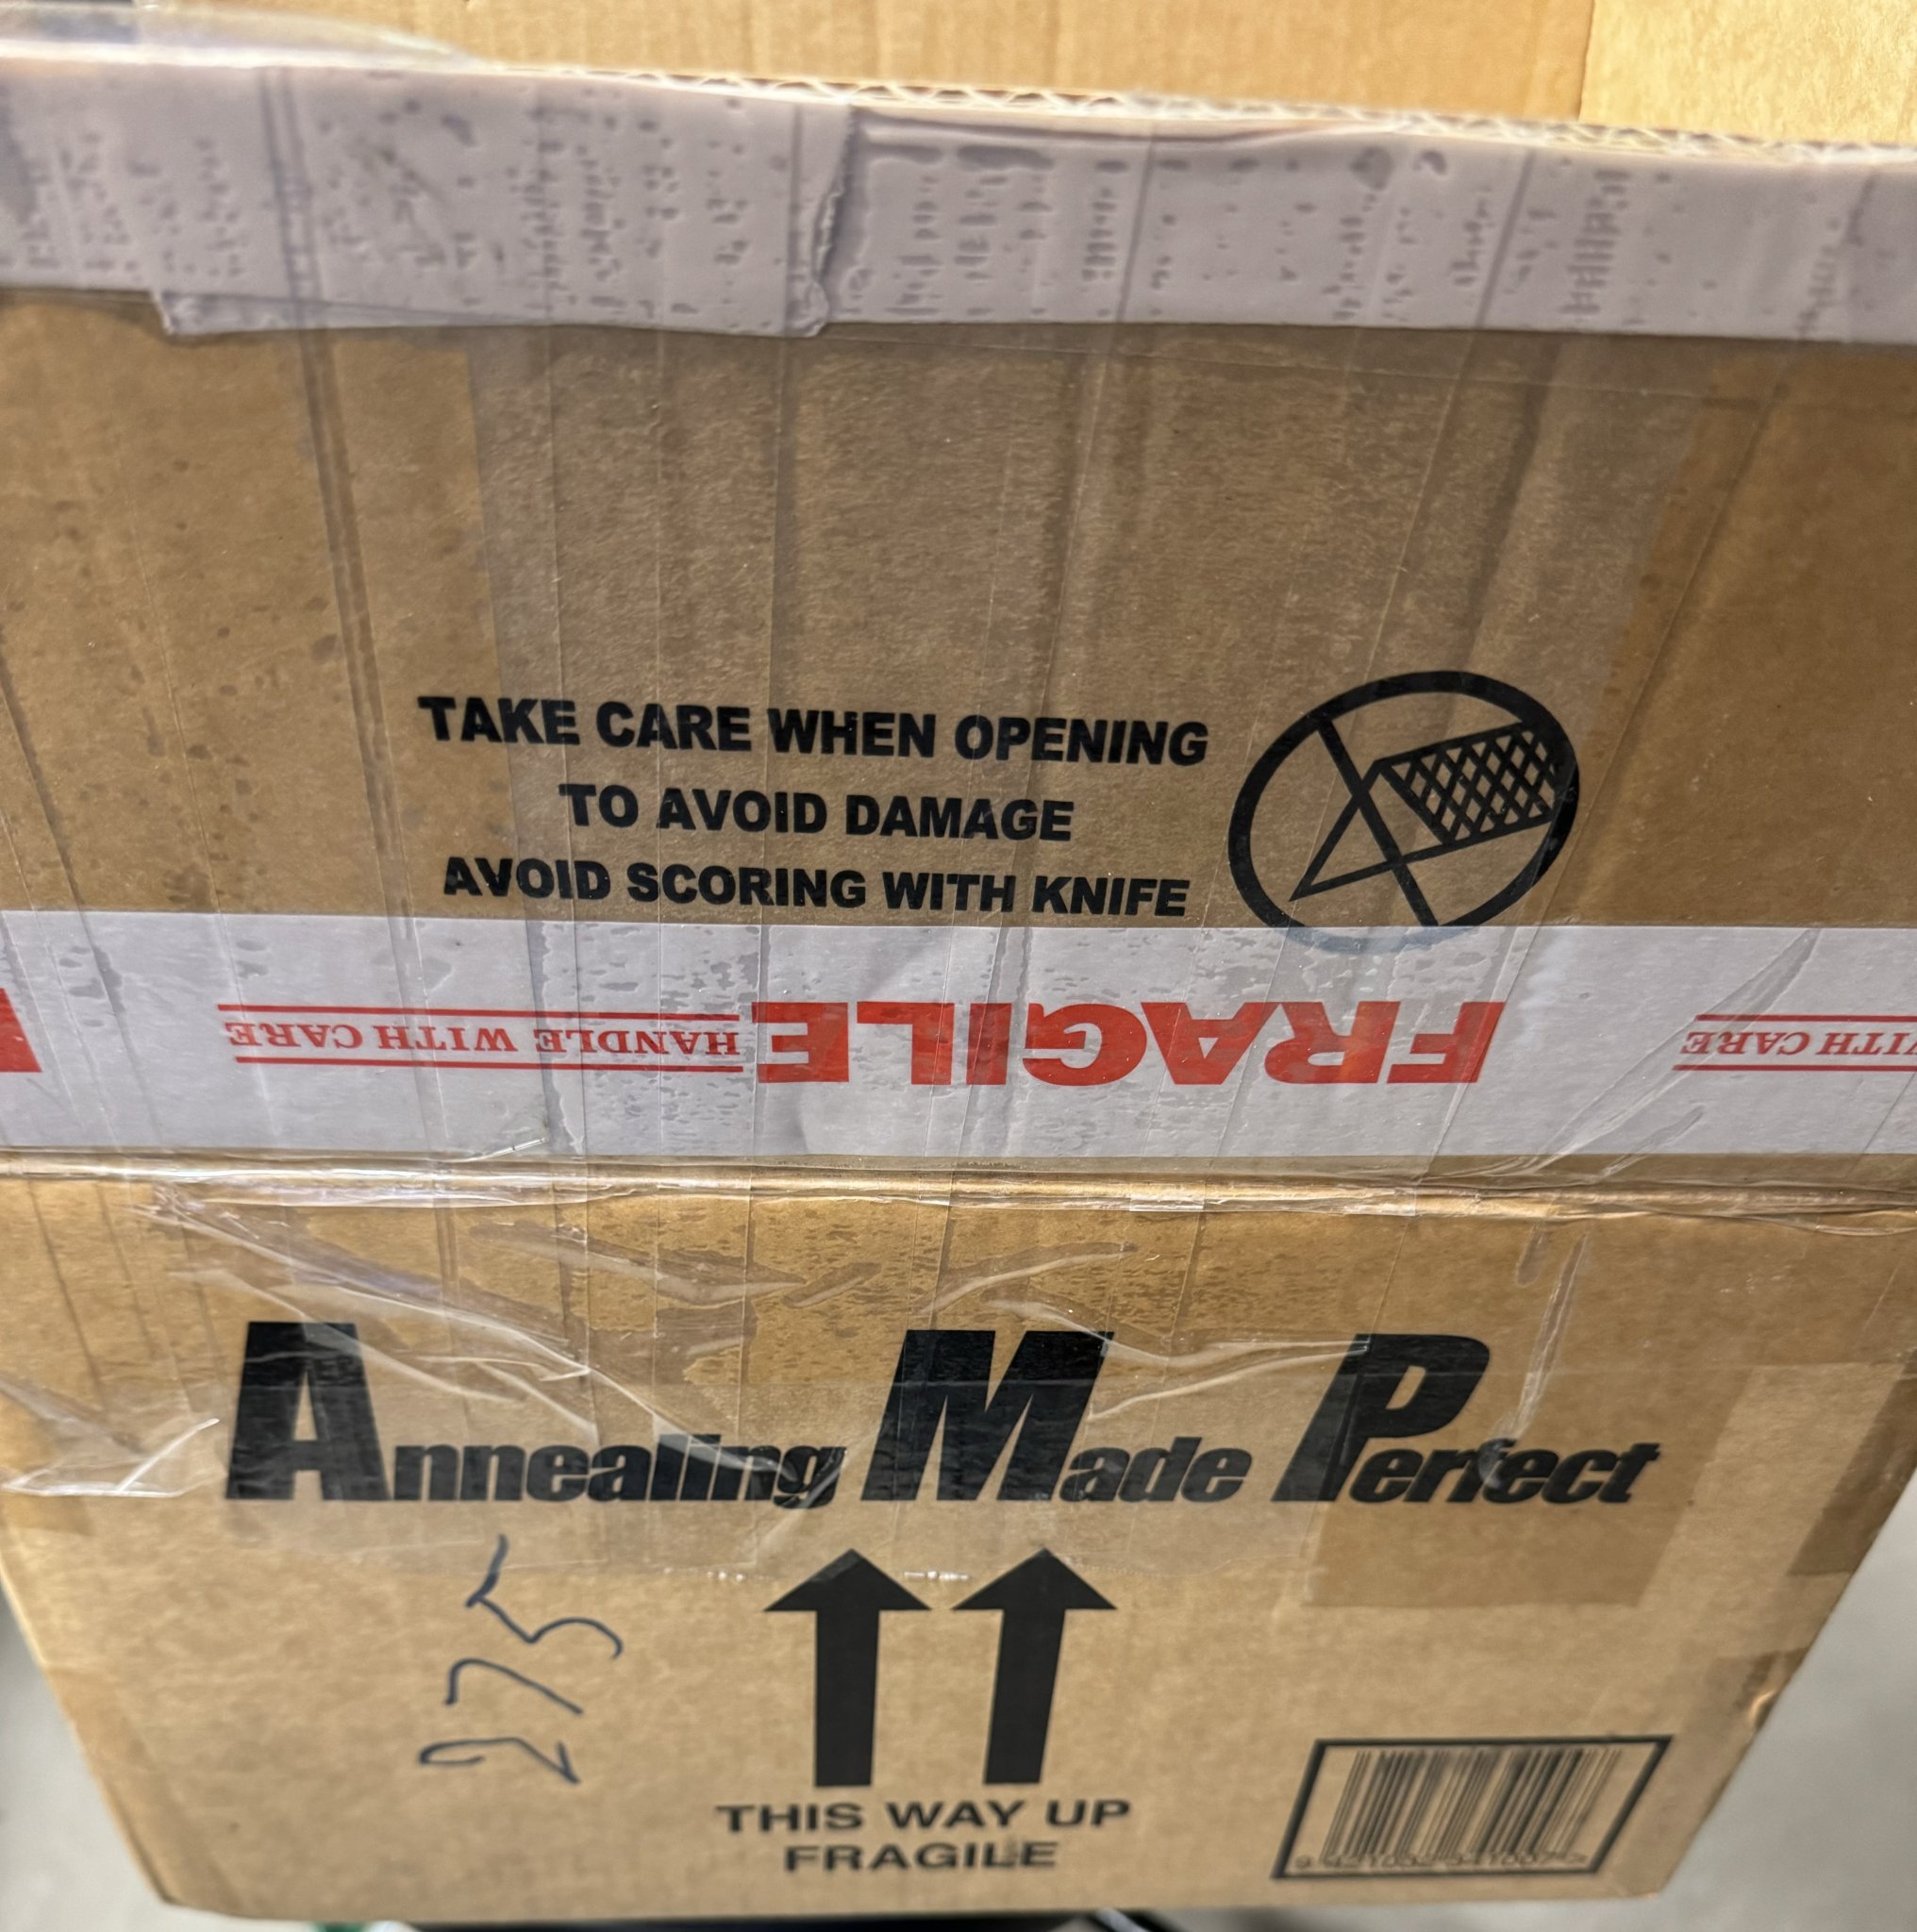 TAKE CARE WHEN OPENING
TO AVOID DAMAGE
AVOID SCORING WITH KNIFE
FRAGILE HANDLE WITH CARE
WITH CARE
Annealing Made Perfect
275
THIS WAY UP
FRAGILE